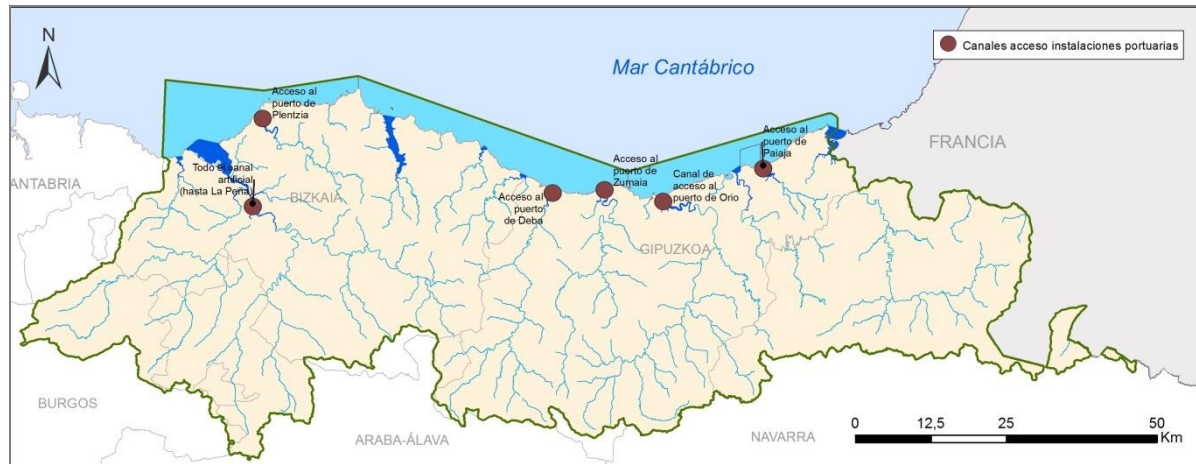 N
Canales acceso instalaciones portuarias
Mar Cantábrico
Acceso al
puerto de
Plentzia
Acceso al
puerto de
Paiaja
FRANCIA
Acceso al
puerto de
Zumaia
Todo el canal
artificial
(hasta La Peña)
ANTABRIA
BIZKAIA
Canal de
acceso al
puerto de Orio
Acceso al
puerto
de Deba
GIPUZKOA
BURGOS
ARABA-ÁLAVA
NAVARRA
0
12,5
25
50
Km